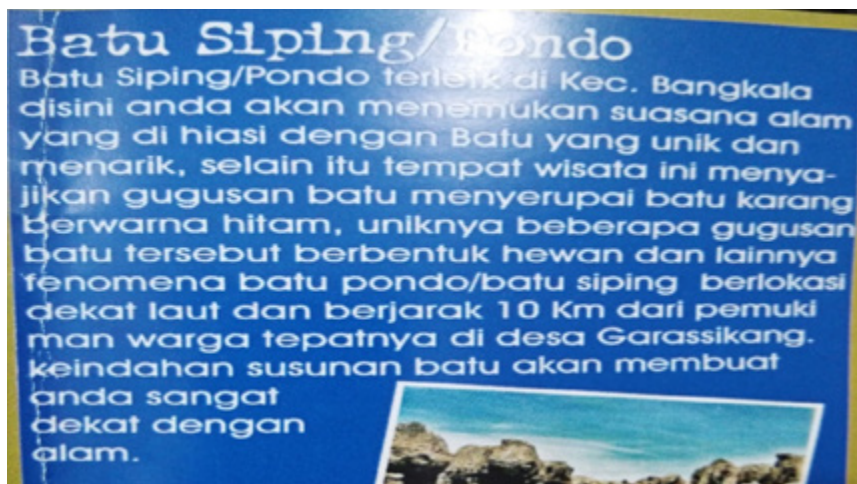 Batu Siping/Pondo
Batu Siping/Pondo terletk di Kec. Bangkala
disini anda akan menemukan suasana alam
yang di hiasi dengan Batu yang unik dan
menarik, selain itu tempat wisata ini menya-
jikan gugusan batu menyerupai batu karang
berwarna hitam, uniknya beberapa gugusan
batu tersebut berbentuk hewan dan lainnya
fenomena batu pondo/batu siping berlokasi
dekat laut dan berjarak 10 Km dari pemuki
man warga tepatnya di desa Garassikang.
keindahan susunan batu akan membuat
anda sangat
dekat dengan
alam.